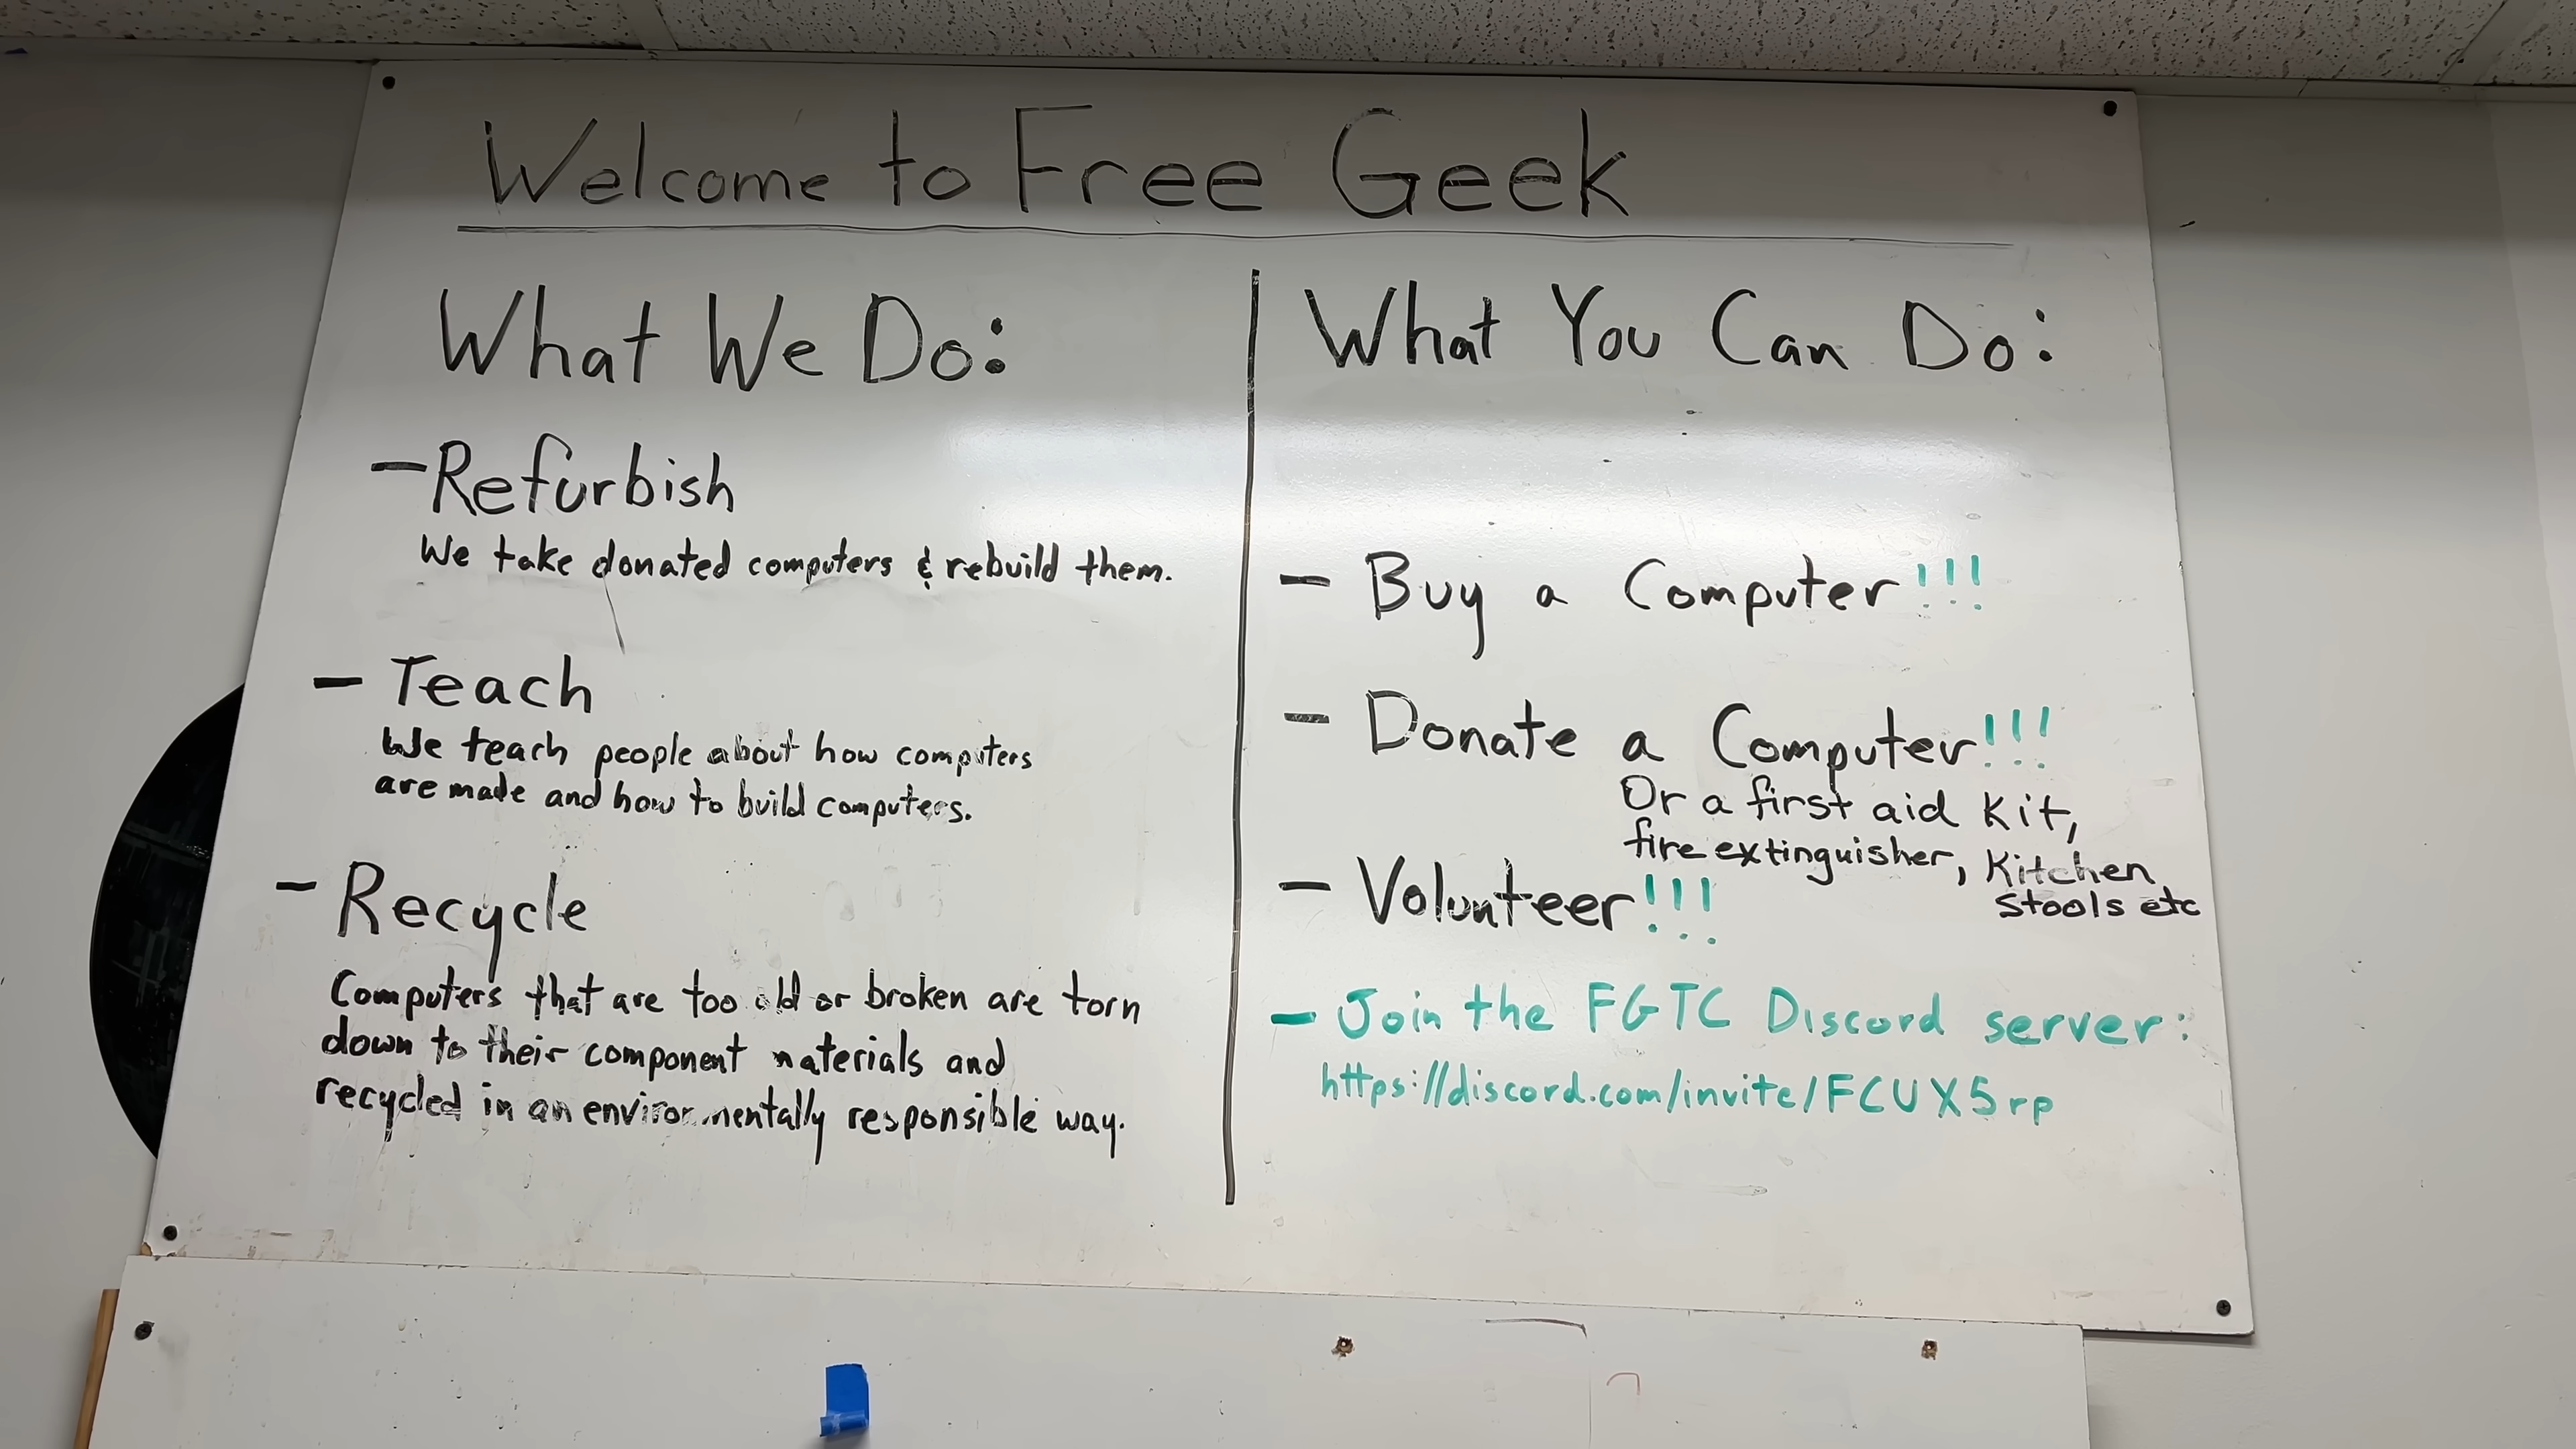 Welcome to Free Geek
What We Do:
- Refurbish
We take donated computers & rebuild them.
- Teach
We teach people about how computers
are made and how to build computers.
- Recycle
Computers that are too old or broken are torn
down to their component materials and
recycled in an environmentally responsible way.
What You Can Do:
- Buy a Computer!!!
- Donate a Computer!!!
Or a first aid Kit,
fire extinguisher, Kitchen
Stools etc
- Volunteer!!!
- Join the FGTC Discord server:
https://discord.com/invite/FCUX5rp